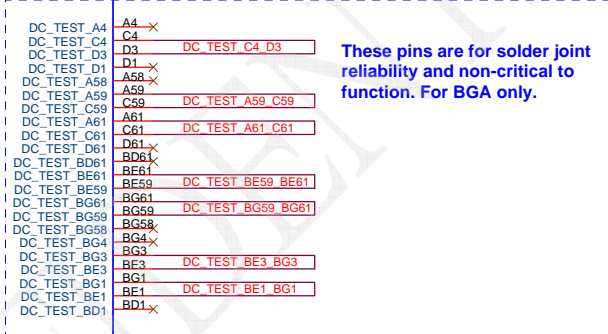 DC_TEST_A4 A4
DC_TEST_C4 C4
DC_TEST_C4_D3
DC_TEST_D3 D3
DC_TEST_D1 D1
DC_TEST_A58 A58
DC_TEST_A59 A59
DC_TEST_A59_C59
DC_TEST_C59 C59
DC_TEST_A61 A61
DC_TEST_A61_C61
DC_TEST_C61 C61
DC_TEST_D61 D61
DC_TEST_BD61 BD61
DC_TEST_BE61 BE61
DC_TEST_BE59_BE61
DC_TEST_BE59 BE59
DC_TEST_BG61 BG61
DC_TEST_BG59_BG61
DC_TEST_BG59 BG59
DC_TEST_BG58 BG58
DC_TEST_BG4 BG4
DC_TEST_BG3 BG3
DC_TEST_BE3_BG3
DC_TEST_BE3 BE3
DC_TEST_BG1 BG1
DC_TEST_BE1_BG1
DC_TEST_BE1 BE1
DC_TEST_BD1 BD1
These pins are for solder joint
reliability and non-critical to
function. For BGA only.